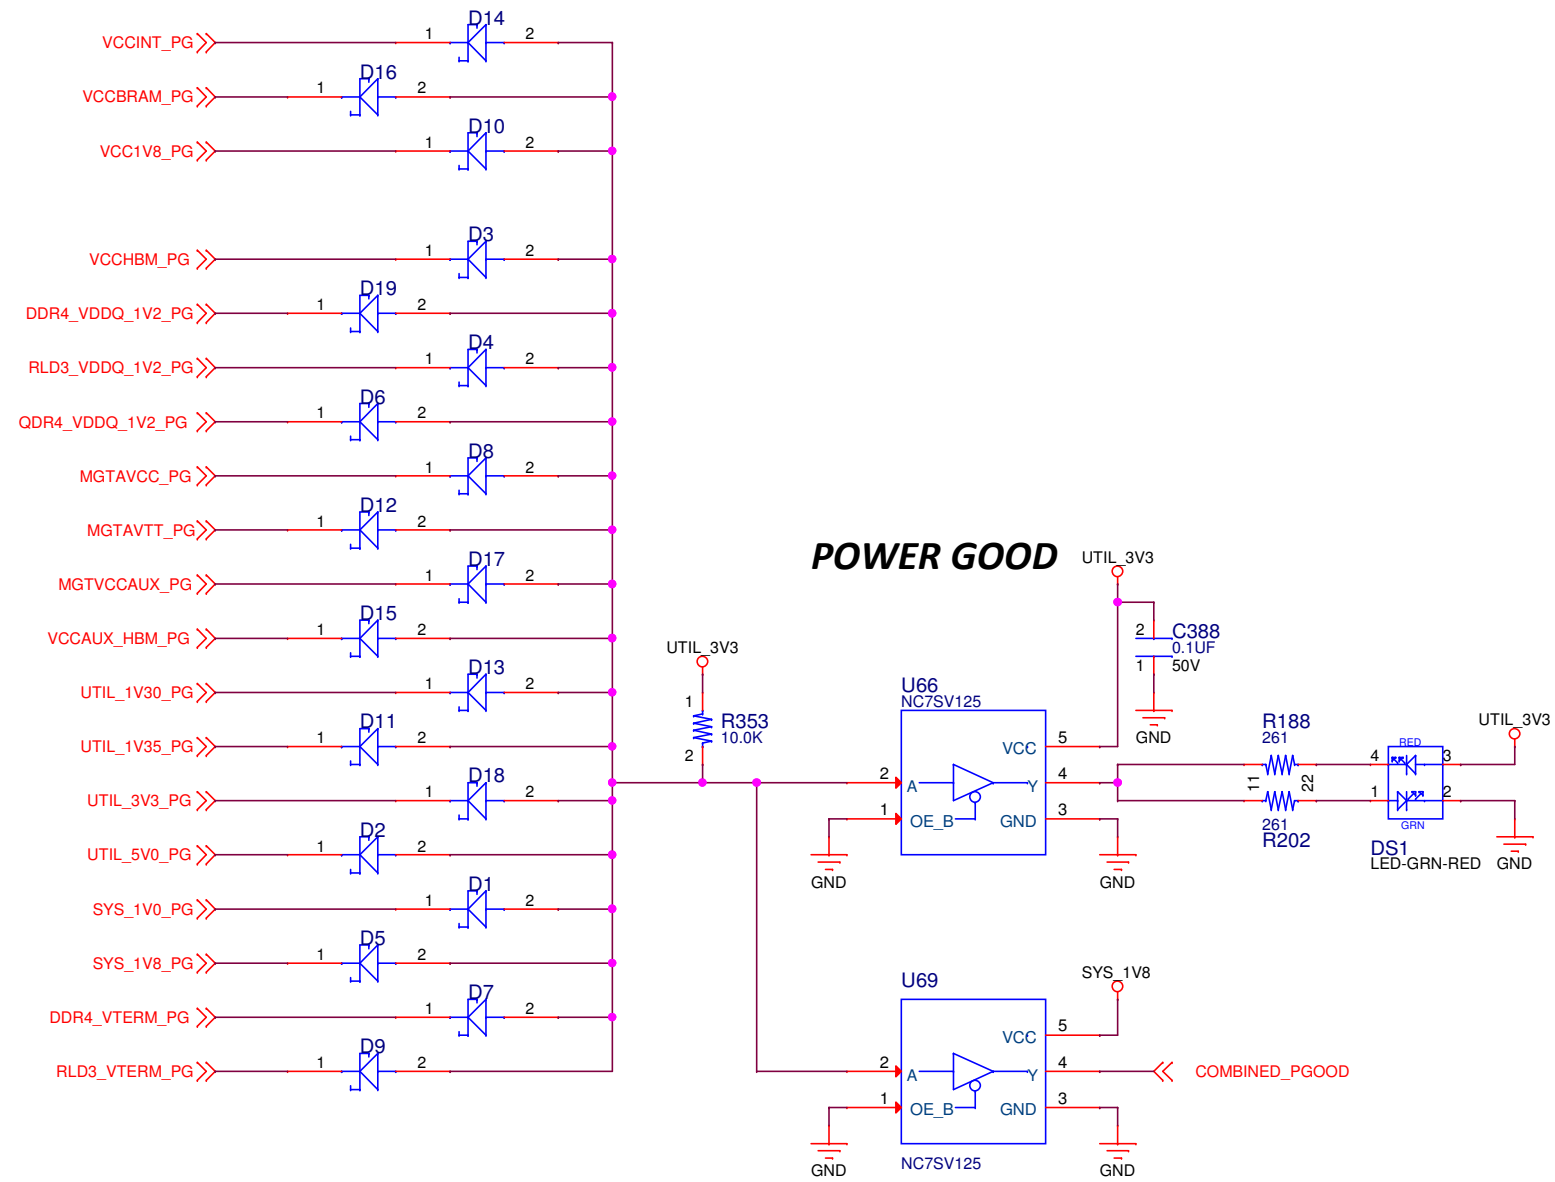 D14
VCCINT_PG 1 2
D16
VCCBRAM_PG 1 2
D10
VCC1V8_PG 1 2
D3
VCCHBM_PG 1 2
D19
DDR4_VDDQ_1V2_PG 1 2
D4
RLD3_VDDQ_1V2_PG 1 2
D6
QDR4_VDDQ_1V2_PG 1 2
D8
MGTAVCC_PG 1 2
D12
MGTAVTT_PG 1 2
D17
MGTVCCAUX_PG 1 2
D15
VCCAUX_HBM_PG 1 2
D13
UTIL_1V30_PG 1 2
D11
UTIL_1V35_PG 1 2
D18
UTIL_3V3_PG 1 2
D2
UTIL_5V0_PG 1 2
D1
SYS_1V0_PG 1 2
D5
SYS_1V8_PG 1 2
D7
DDR4_VTERM_PG 1 2
D9
RLD3_VTERM_PG 1 2
POWER GOOD
UTIL_3V3
1
R353
10.0K
2
UTIL_3V3
2
C388
0.1UF
1
50V
GND
U66
NC7SV125
VCC 5
2 A Y 4
1 OE_B GND 3
GND
GND
R188
261
1 2
1 2
261
R202
UTIL_3V3
RED
4 3
1 2
GRN
DS1
LED-GRN-RED
GND
U69
SYS_1V8
VCC 5
2 A Y 4
COMBINED_PGOOD
1 OE_B GND 3
NC7SV125
GND
GND